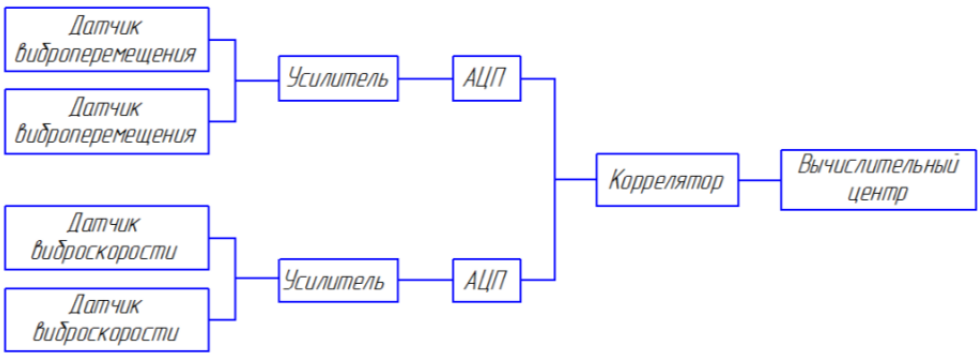 Датчик
виброперемещения
Датчик
виброперемещения
Усилитель
АЦП
Датчик
виброскорости
Датчик
виброскорости
Усилитель
АЦП
Коррелятор
Вычислительный
центр